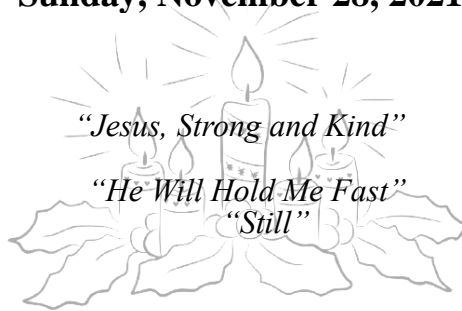 Sunday, November 28, 2021
“Jesus, Strong and Kind”
“He Will Hold Me Fast”
“Still”